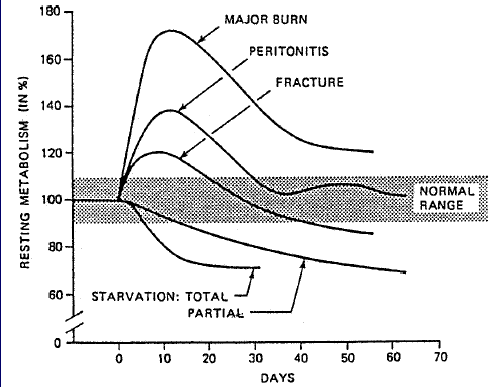 180
MAJOR BURN
160
PERITONITIS
FRACTURE
140
120
100
NORMAL
RANGE
80
60
STARVATION: TOTAL
PARTIAL
0
0 10 20 30 40 50 60 70
DAYS
RESTING METABOLISM (IN %)